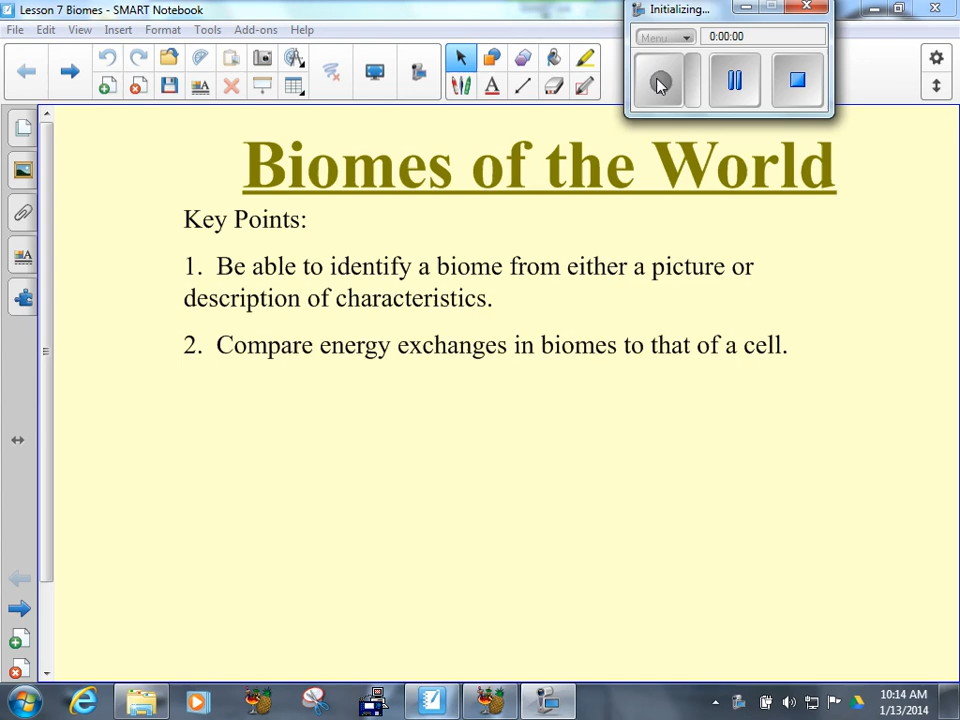 Lesson 7 Biomes - SMART Notebook
Initializing...
File Edit View Insert Format Tools Add-ons Help
Menu
0:00:00
Biomes of the World
Key Points:
1. Be able to identify a biome from either a picture or
description of characteristics.
2. Compare energy exchanges in biomes to that of a cell.
10:14 AM
1/13/2014